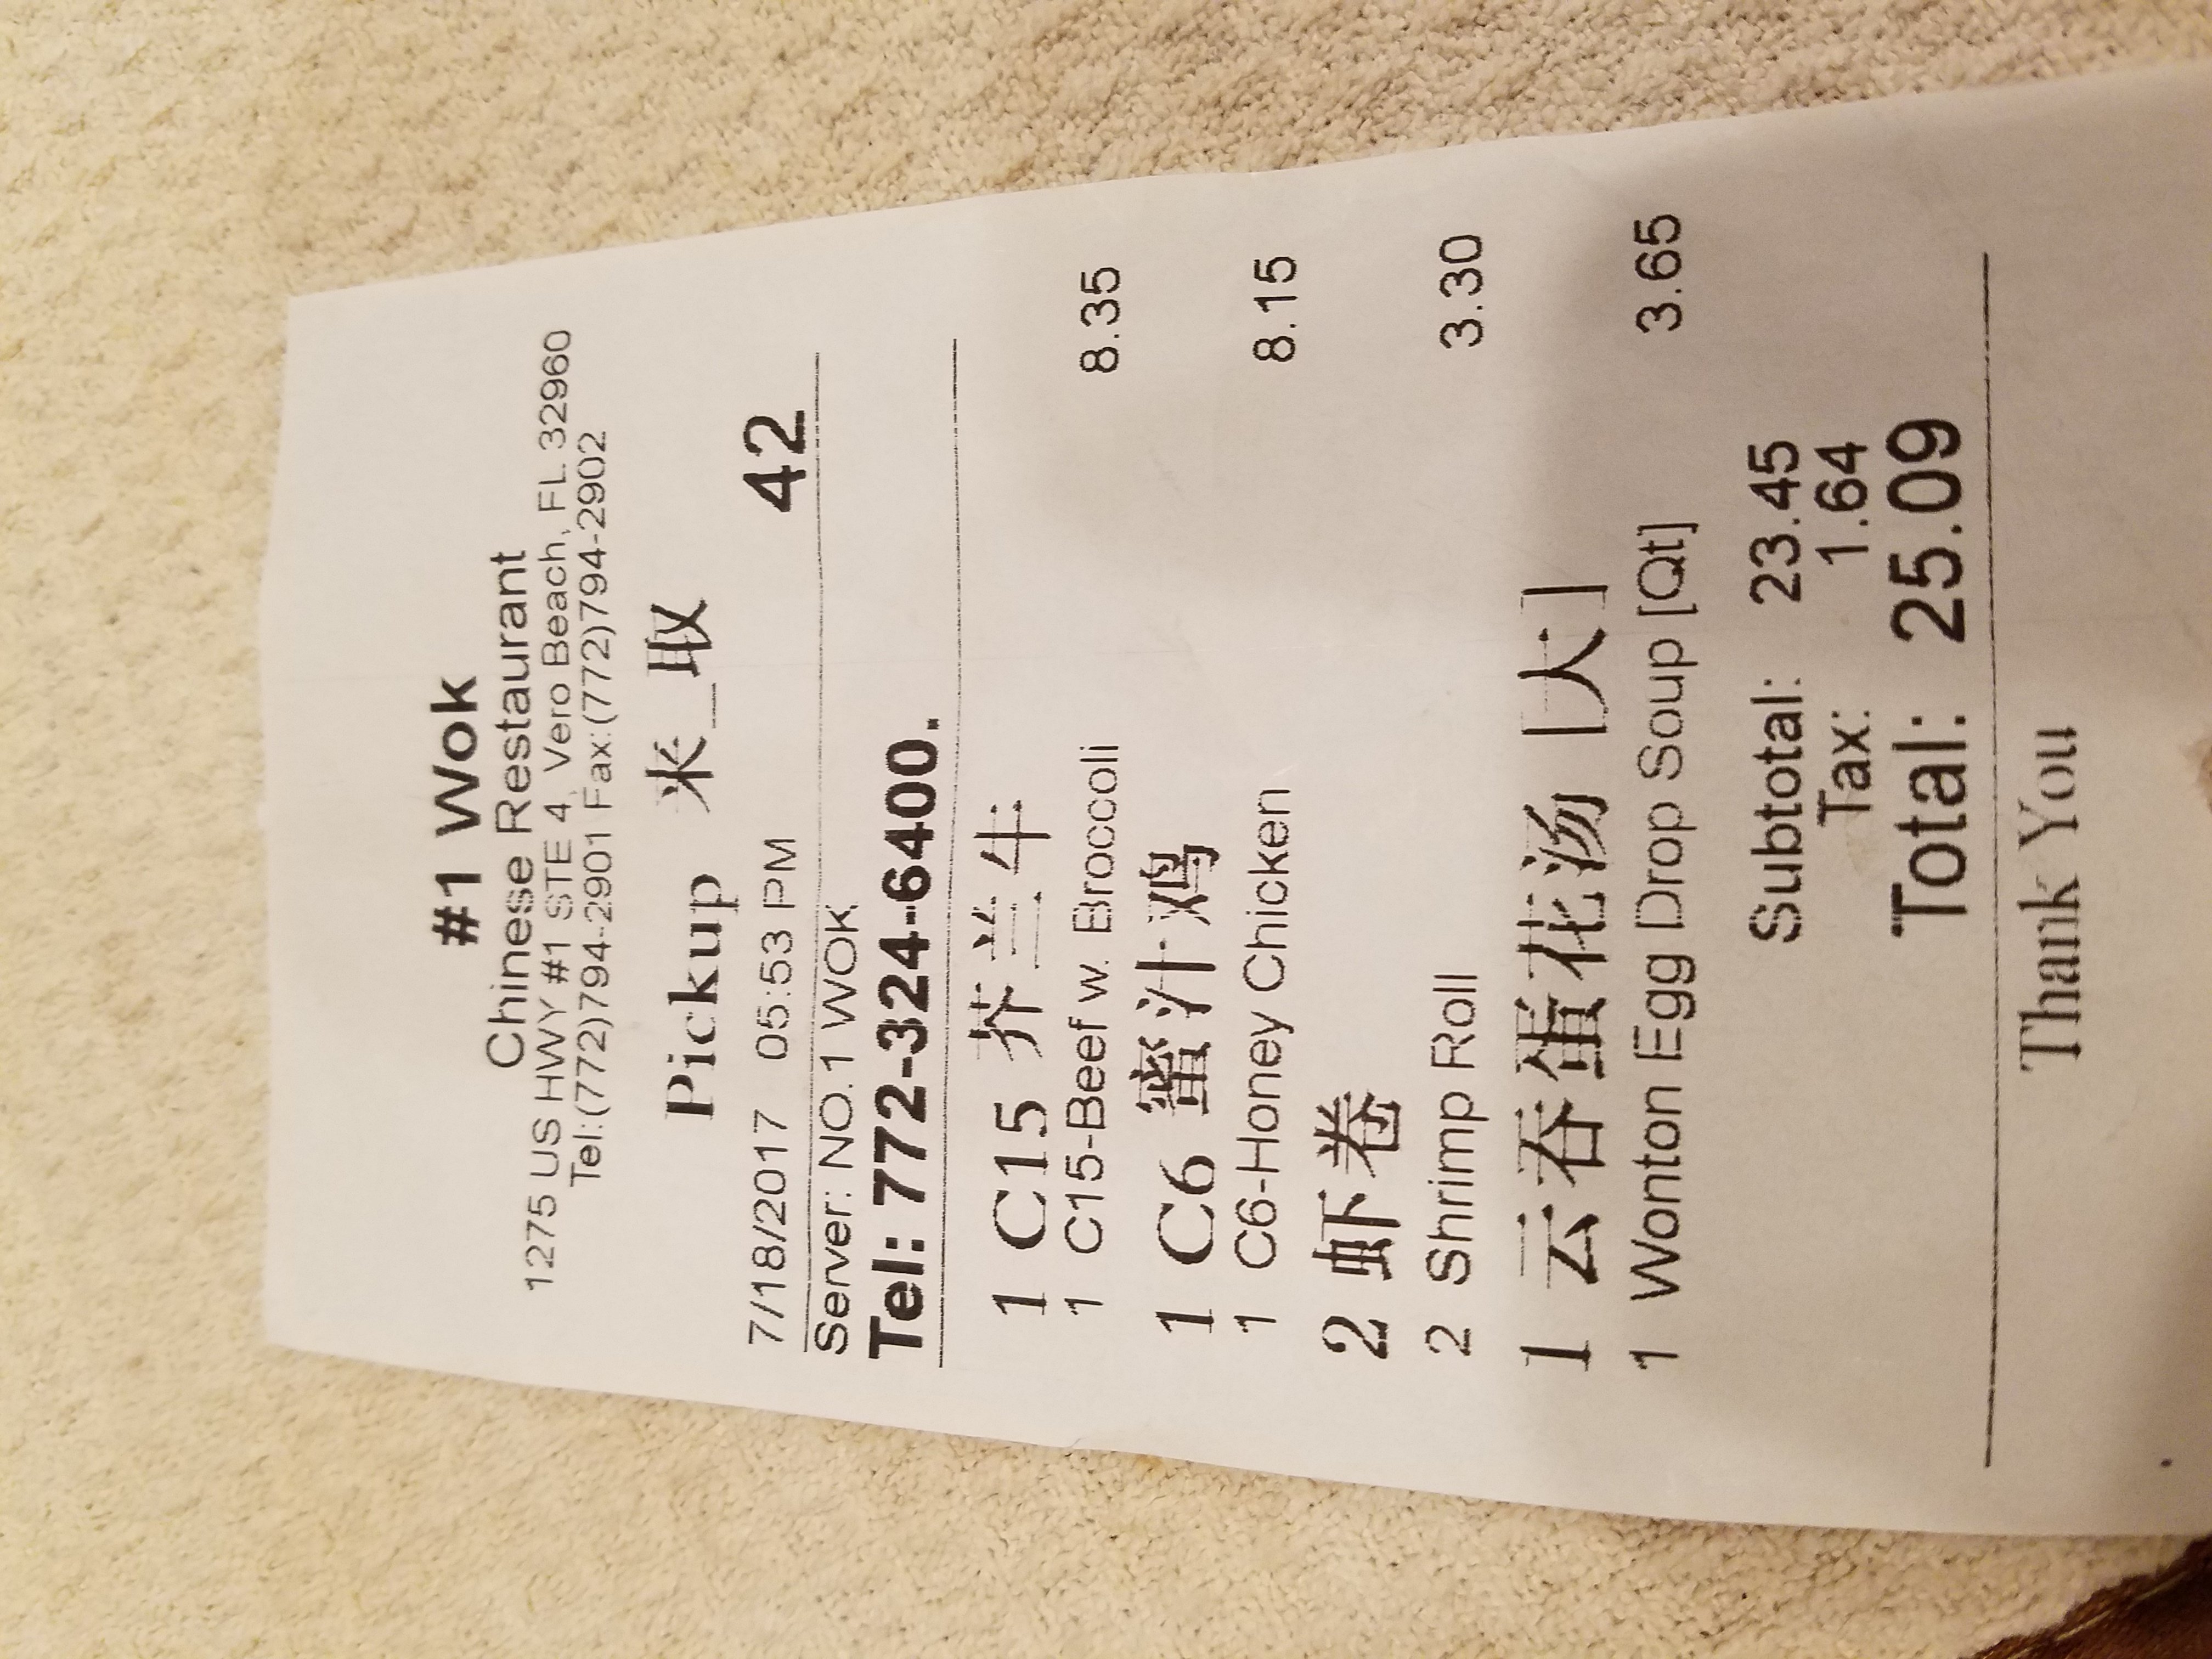 #1 Wok
Chinese Restaurant
1275 US HWY #1 STE 4, Vero Beach, FL 32960
Tel:(772)794-2901 Fax:(772)794-2902
Pickup 来_取
7/18/2017 05:53 PM 42
Server: NO.1 WOK
Tel: 772-324-6400.
1 C15 芥兰牛
1 C15-Beef w. Broccoli 8.35
1 C6 蜜汁鸡
1 C6-Honey Chicken 8.15
2 虾卷
2 Shrimp Roll 3.30
1 云吞蛋花汤 [大]
1 Wonton Egg Drop Soup [Qt] 3.65
Subtotal: 23.45
Tax: 1.64
Total: 25.09
Thank You